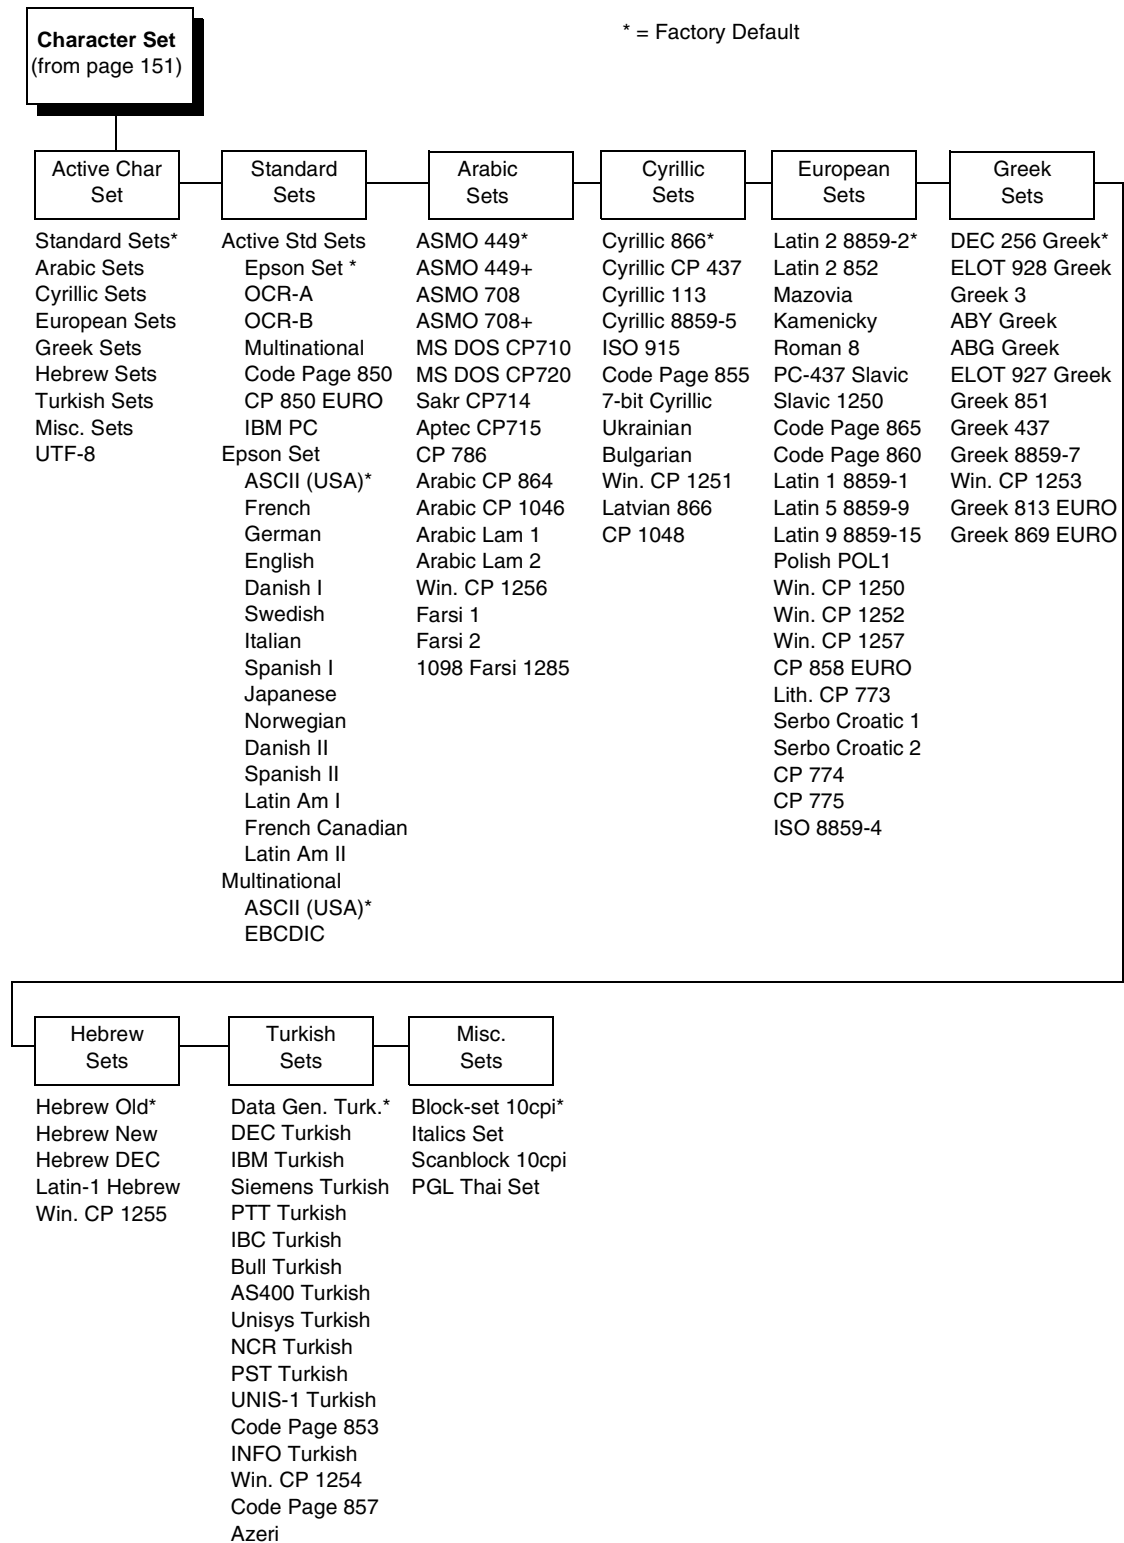 Character Set
(from page 151)
* = Factory Default
Active Char
Set
Standard Sets*
Arabic Sets
Cyrillic Sets
European Sets
Greek Sets
Hebrew Sets
Turkish Sets
Misc. Sets
UTF-8
Standard
Sets
Active Std Sets
Epson Set *
OCR-A
OCR-B
Multinational
Code Page 850
CP 850 EURO
IBM PC
Epson Set
ASCII (USA)*
French
German
English
Danish I
Swedish
Italian
Spanish I
Japanese
Norwegian
Danish II
Spanish II
Latin Am I
French Canadian
Latin Am II
Multinational
ASCII (USA)*
EBCDIC
Arabic
Sets
ASMO 449*
ASMO 449+
ASMO 708
ASMO 708+
MS DOS CP710
MS DOS CP720
Sakr CP714
Aptec CP715
CP 786
Arabic CP 864
Arabic CP 1046
Arabic Lam 1
Arabic Lam 2
Win. CP 1256
Farsi 1
Farsi 2
1098 Farsi 1285
Cyrillic
Sets
Cyrillic 866*
Cyrillic CP 437
Cyrillic 113
Cyrillic 8859-5
ISO 915
Code Page 855
7-bit Cyrillic
Ukrainian
Bulgarian
Win. CP 1251
Latvian 866
CP 1048
European
Sets
Latin 2 8859-2*
Latin 2 852
Mazovia
Kamenicky
Roman 8
PC-437 Slavic
Slavic 1250
Code Page 865
Code Page 860
Latin 1 8859-1
Latin 5 8859-9
Latin 9 8859-15
Polish POL1
Win. CP 1250
Win. CP 1252
Win. CP 1257
CP 858 EURO
Lith. CP 773
Serbo Croatic 1
Serbo Croatic 2
CP 774
CP 775
ISO 8859-4
Greek
Sets
DEC 256 Greek*
ELOT 928 Greek
Greek 3
ABY Greek
ABG Greek
ELOT 927 Greek
Greek 851
Greek 437
Greek 8859-7
Win. CP 1253
Greek 813 EURO
Greek 869 EURO
Hebrew
Sets
Hebrew Old*
Hebrew New
Hebrew DEC
Latin-1 Hebrew
Win. CP 1255
Turkish
Sets
Data Gen. Turk.*
DEC Turkish
IBM Turkish
Siemens Turkish
PTT Turkish
IBC Turkish
Bull Turkish
AS400 Turkish
Unisys Turkish
NCR Turkish
PST Turkish
UNIS-1 Turkish
Code Page 853
INFO Turkish
Win. CP 1254
Code Page 857
Azeri
Misc.
Sets
Block-set 10cpi*
Italics Set
Scanblock 10cpi
PGL Thai Set